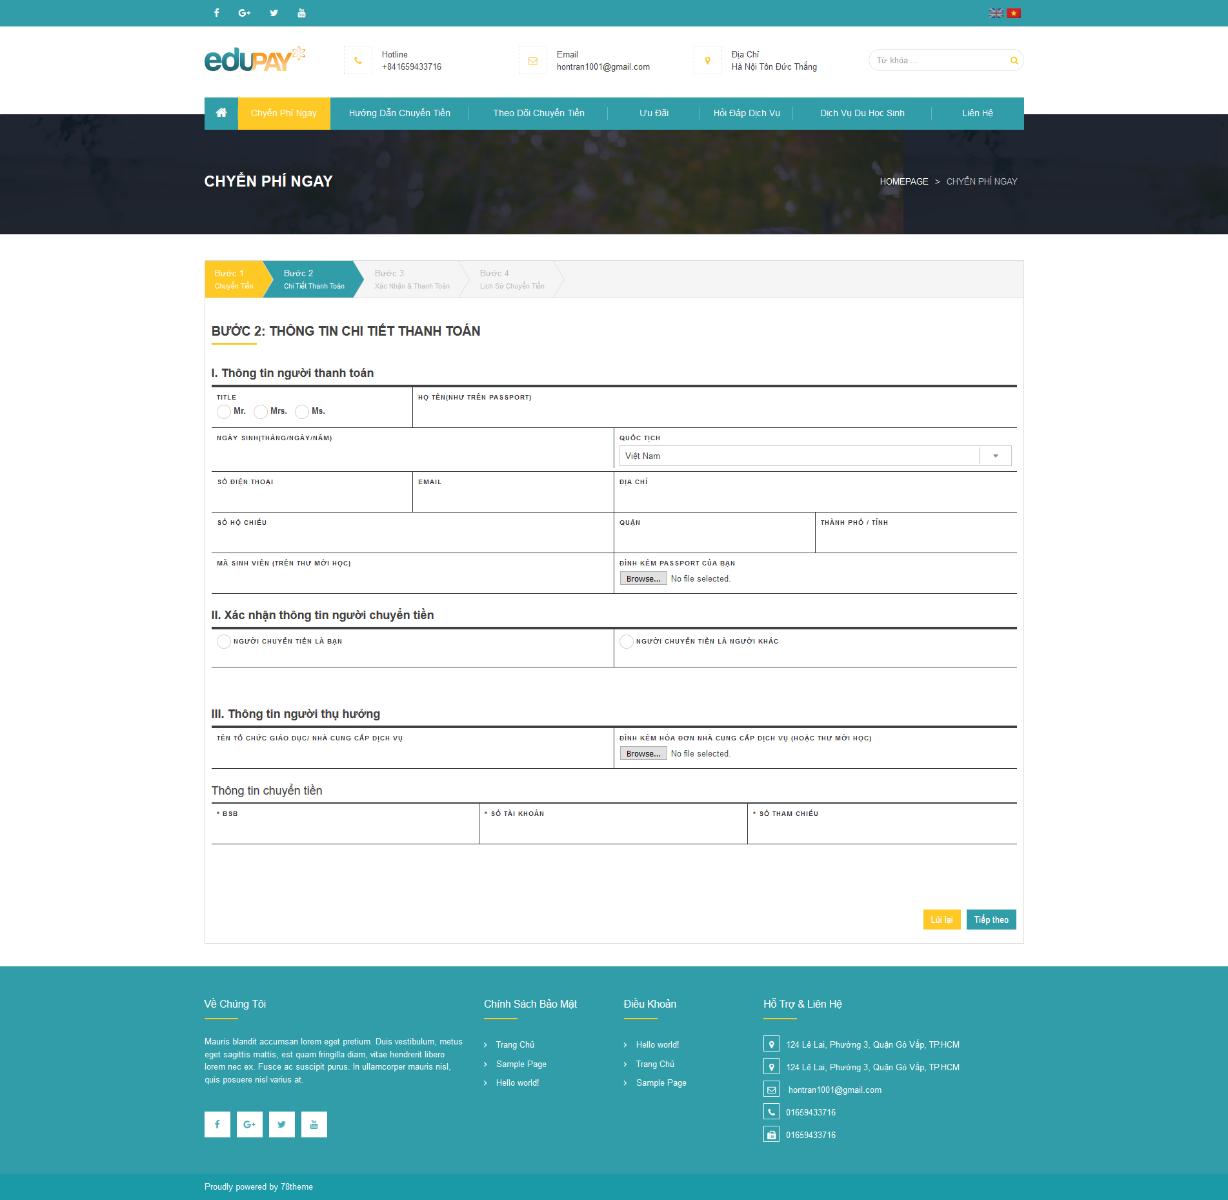 eduPAY
Hotline
+841659433716
Email
hontran1001@gmail.com
Địa Chỉ
Hà Nội Tôn Đức Thắng
Từ khóa ...
Chyển Phí Ngay
Hướng Dẫn Chuyển Tiền
Theo Dõi Chuyển Tiền
Ưu Đãi
Hỏi Đáp Dịch Vụ
Dịch Vụ Du Học Sinh
Liên Hệ
CHYỂN PHÍ NGAY
HOMEPAGE > CHYỂN PHÍ NGAY
Bước 1
Chuyển Tiền
Bước 2
Chi Tiết Thanh Toán
Bước 3
Xác Nhận & Thanh Toán
Bước 4
Lịch Sử Chuyển Tiền
BƯỚC 2: THÔNG TIN CHI TIẾT THANH TOÁN
I. Thông tin người thanh toán
TITLE
Mr. Mrs. Ms.
HỌ TÊN(NHƯ TRÊN PASSPORT)
NGÀY SINH(THÁNG/NGÀY/NĂM)
QUỐC TỊCH
Việt Nam
SỐ ĐIỆN THOẠI
EMAIL
ĐỊA CHỈ
SỐ HỘ CHIẾU
QUẬN
THÀNH PHỐ / TỈNH
MÃ SINH VIÊN (TRÊN THƯ MỜI HỌC)
ĐÍNH KÈM PASSPORT CỦA BẠN
Browse... No file selected.
II. Xác nhận thông tin người chuyển tiền
NGƯỜI CHUYỂN TIỀN LÀ BẠN
NGƯỜI CHUYỂN TIỀN LÀ NGƯỜI KHÁC
III. Thông tin người thụ hưởng
TÊN TỔ CHỨC GIÁO DỤC/ NHÀ CUNG CẤP DỊCH VỤ
ĐÍNH KÈM HÓA ĐƠN NHÀ CUNG CẤP DỊCH VỤ (HOẶC THƯ MỜI HỌC)
Browse... No file selected.
Thông tin chuyển tiền
* BSB
* SỐ TÀI KHOẢN
* SỐ THAM CHIẾU
Lùi lại
Tiếp theo
Về Chúng Tôi
Mauris blandit accumsan lorem eget pretium. Duis vestibulum, metus
eget sagittis mattis, est quam fringilla diam, vitae hendrerit libero
lorem nec ex. Fusce ac suscipit purus. In ullamcorper mauris nisl,
quis posuere nisl varius at.
Chính Sách Bảo Mật
Trang Chủ
Sample Page
Hello world!
Điều Khoản
Hello world!
Trang Chủ
Sample Page
Hỗ Trợ & Liên Hệ
124 Lê Lai, Phường 3, Quận Gò Vấp, TP.HCM
124 Lê Lai, Phường 3, Quận Gò Vấp, TP.HCM
hontran1001@gmail.com
01659433716
01659433716
Proudly powered by 78theme